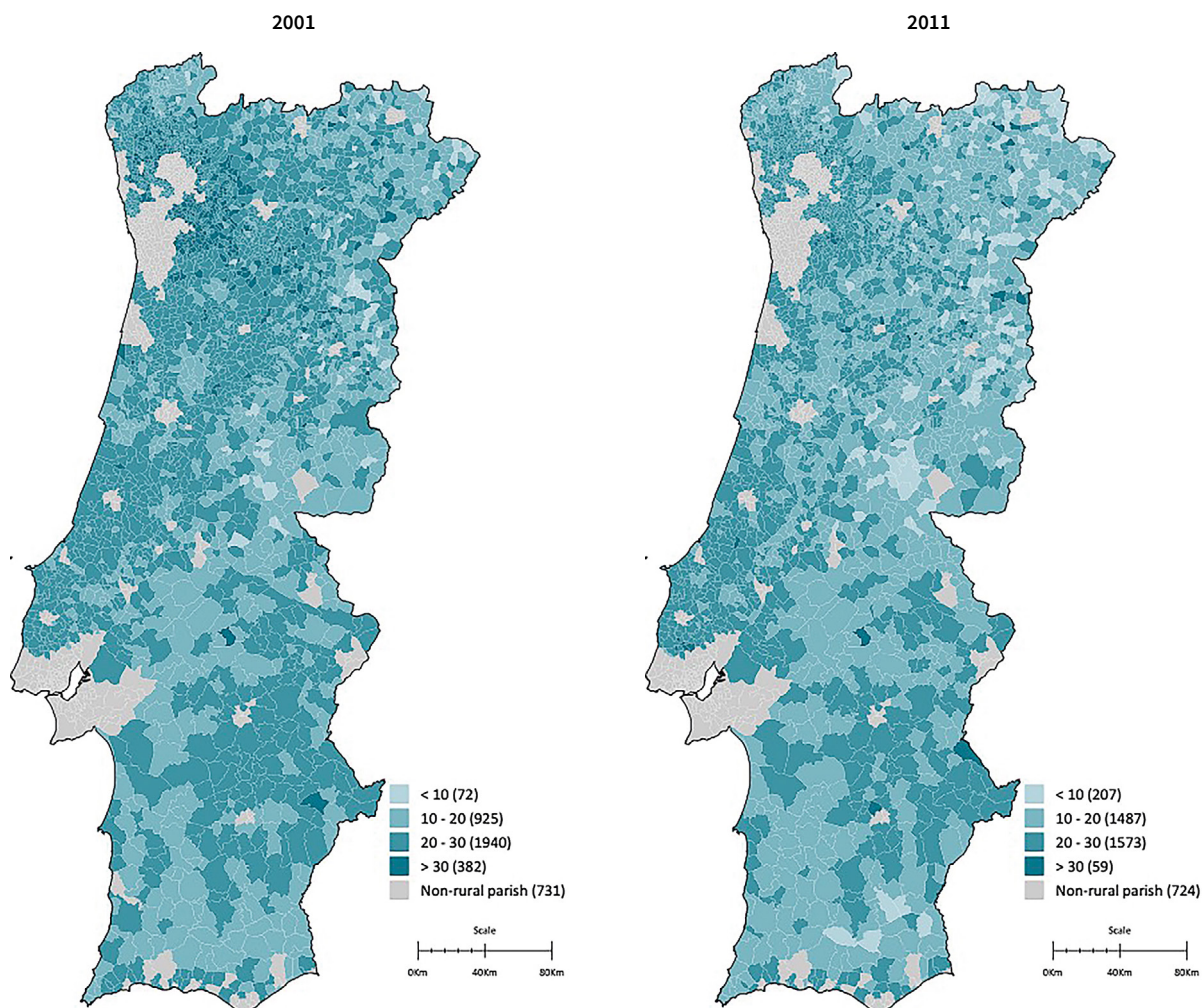 2001
2011
< 10 (72)
10 - 20 (925)
20 - 30 (1940)
> 30 (382)
Non-rural parish (731)
Scale
0Km 40Km 80Km
< 10 (207)
10 - 20 (1487)
20 - 30 (1573)
> 30 (59)
Non-rural parish (724)
Scale
0Km 40Km 80Km